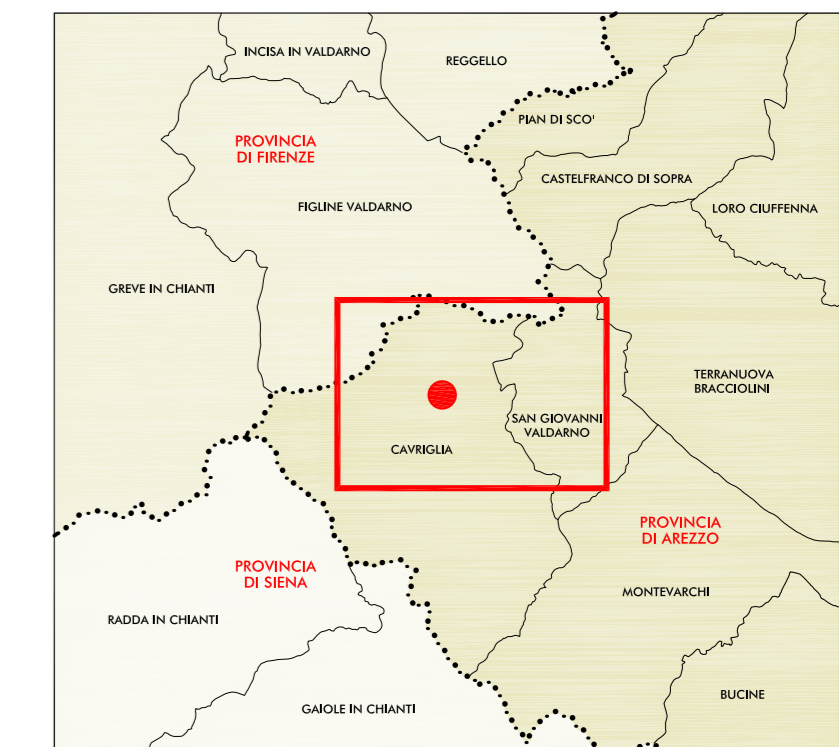 INCISA IN VALDARNO
REGGELLO
PIAN DI SCO'
PROVINCIA
DI FIRENZE
CASTELFRANCO DI SOPRA
FIGLINE VALDARNO
LORO CIUFFENNA
GREVE IN CHIANTI
TERRANUOVA
BRACCIOLINI
SAN GIOVANNI
VALDARNO
CAVRIGLIA
PROVINCIA
DI AREZZO
PROVINCIA
DI SIENA
MONTEVARCHI
RADDA IN CHIANTI
BUCINE
GAIOLE IN CHIANTI